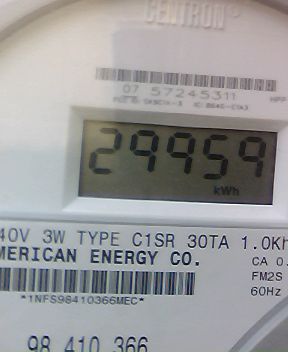 CENTRON®
07 57245311
29959
kWh
40V 3W TYPE C1SR 30TA 1.0Kh
MERICAN ENERGY CO.
CA 0.
FM2S
*1NFS98410366MEC*
60Hz
98 410 366